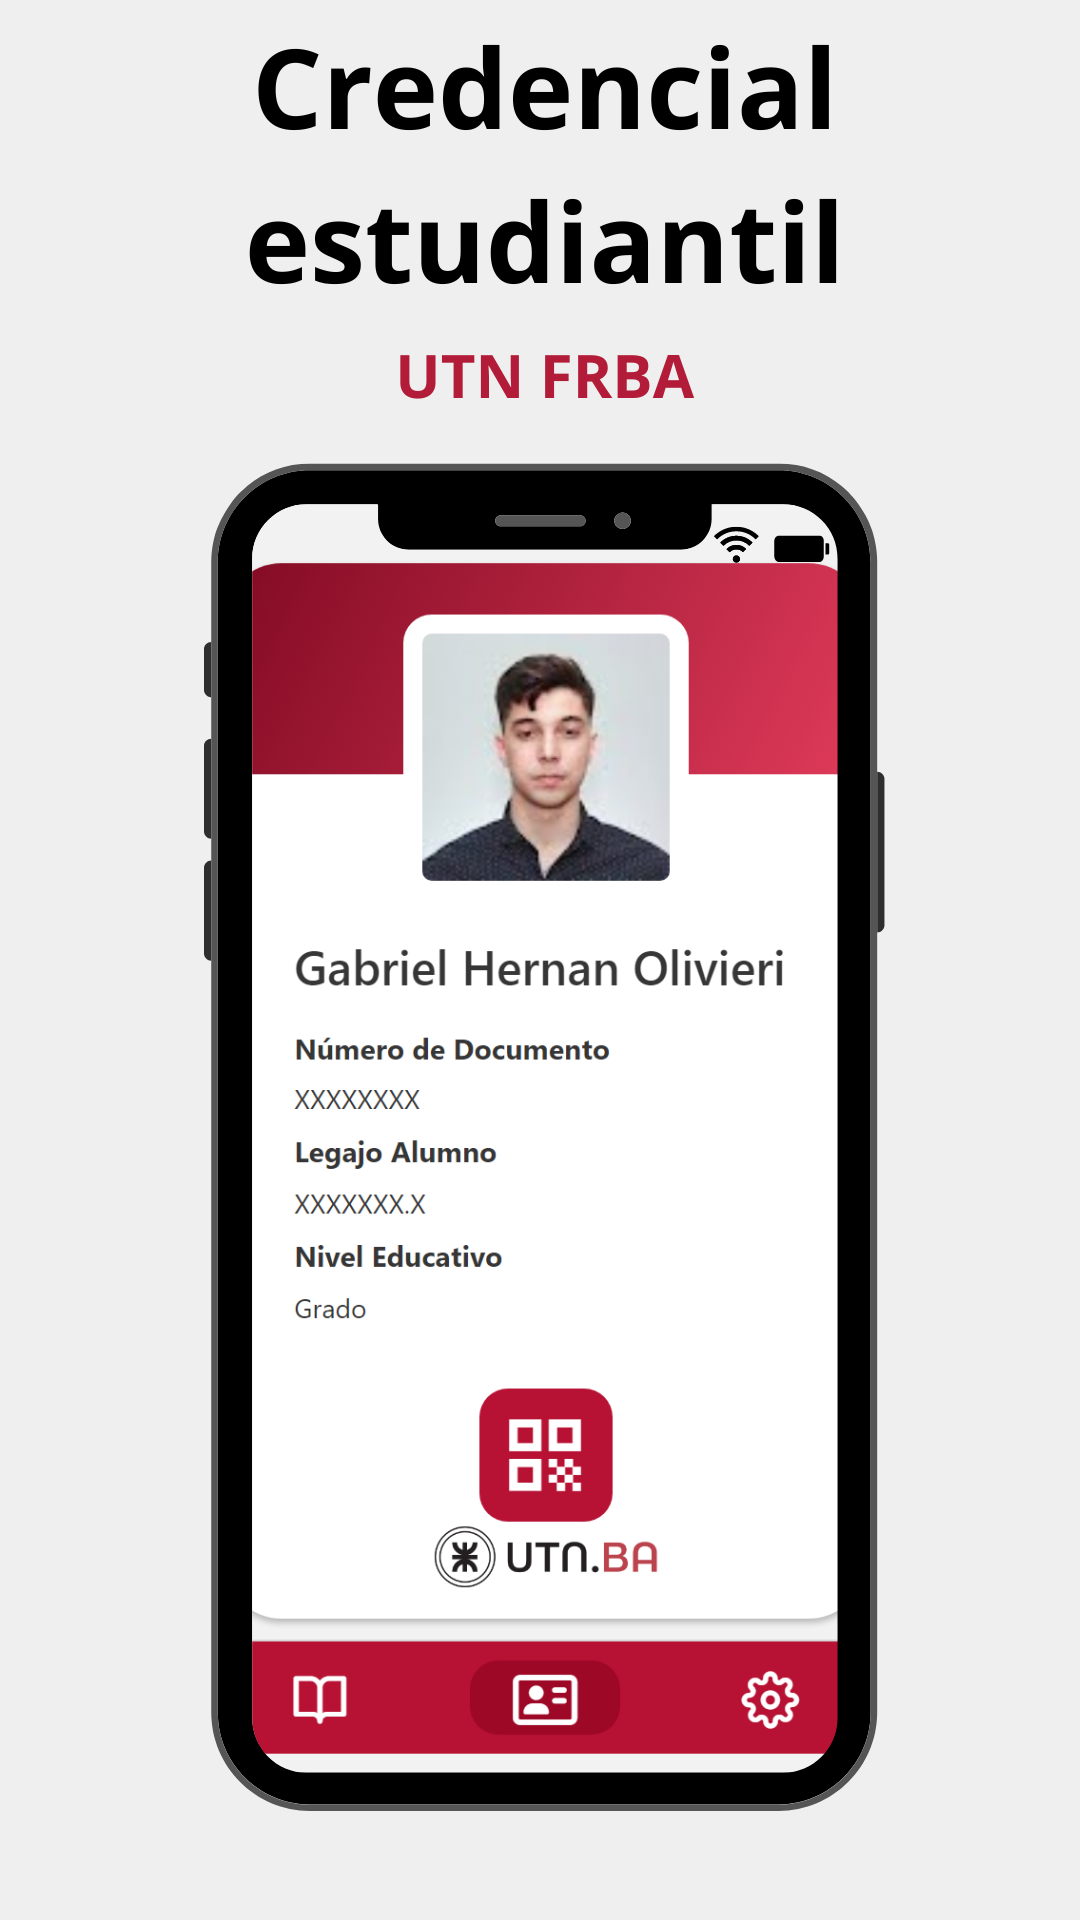 Credencial
estudiantil
UTN FRBA
Gabriel Hernan Olivieri
Número de Documento
XXXXXXXX
Legajo Alumno
XXXXXXX.X
Nivel Educativo
Grado
UTN.BA